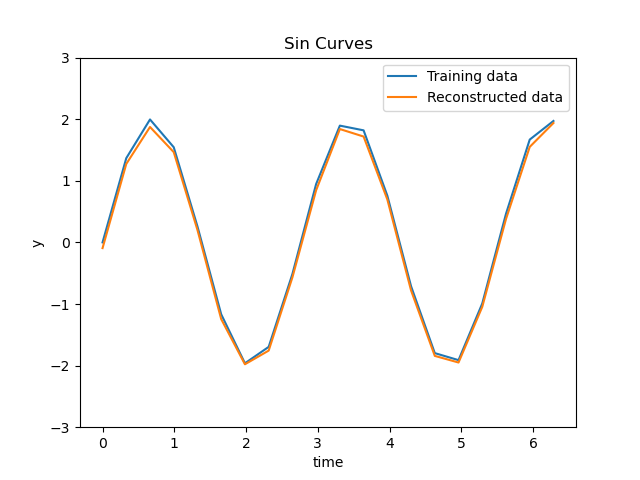 Sin Curves
Training data
Reconstructed data
3
2
1
0
−1
−2
−3
y
0 1 2 3 4 5 6
time